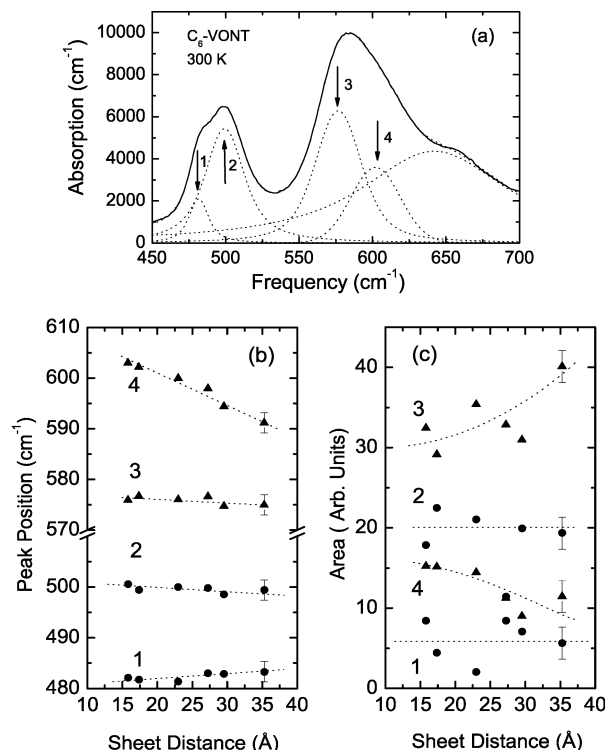 (a)
C6-VONT
300 K
10000
8000
6000
4000
2000
0
Absorption (cm-1)
1
2
3
4
450 500 550 600 650 700
Frequency (cm-1)
(b)
610
600
590
575
570
500
490
480
Peak Position (cm-1)
4
3
2
1
10 15 20 25 30 35 40
Sheet Distance (Å)
(c)
40
30
20
10
0
Area ( Arb. Units)
3
2
4
1
10 15 20 25 30 35 40
Sheet Distance (Å)